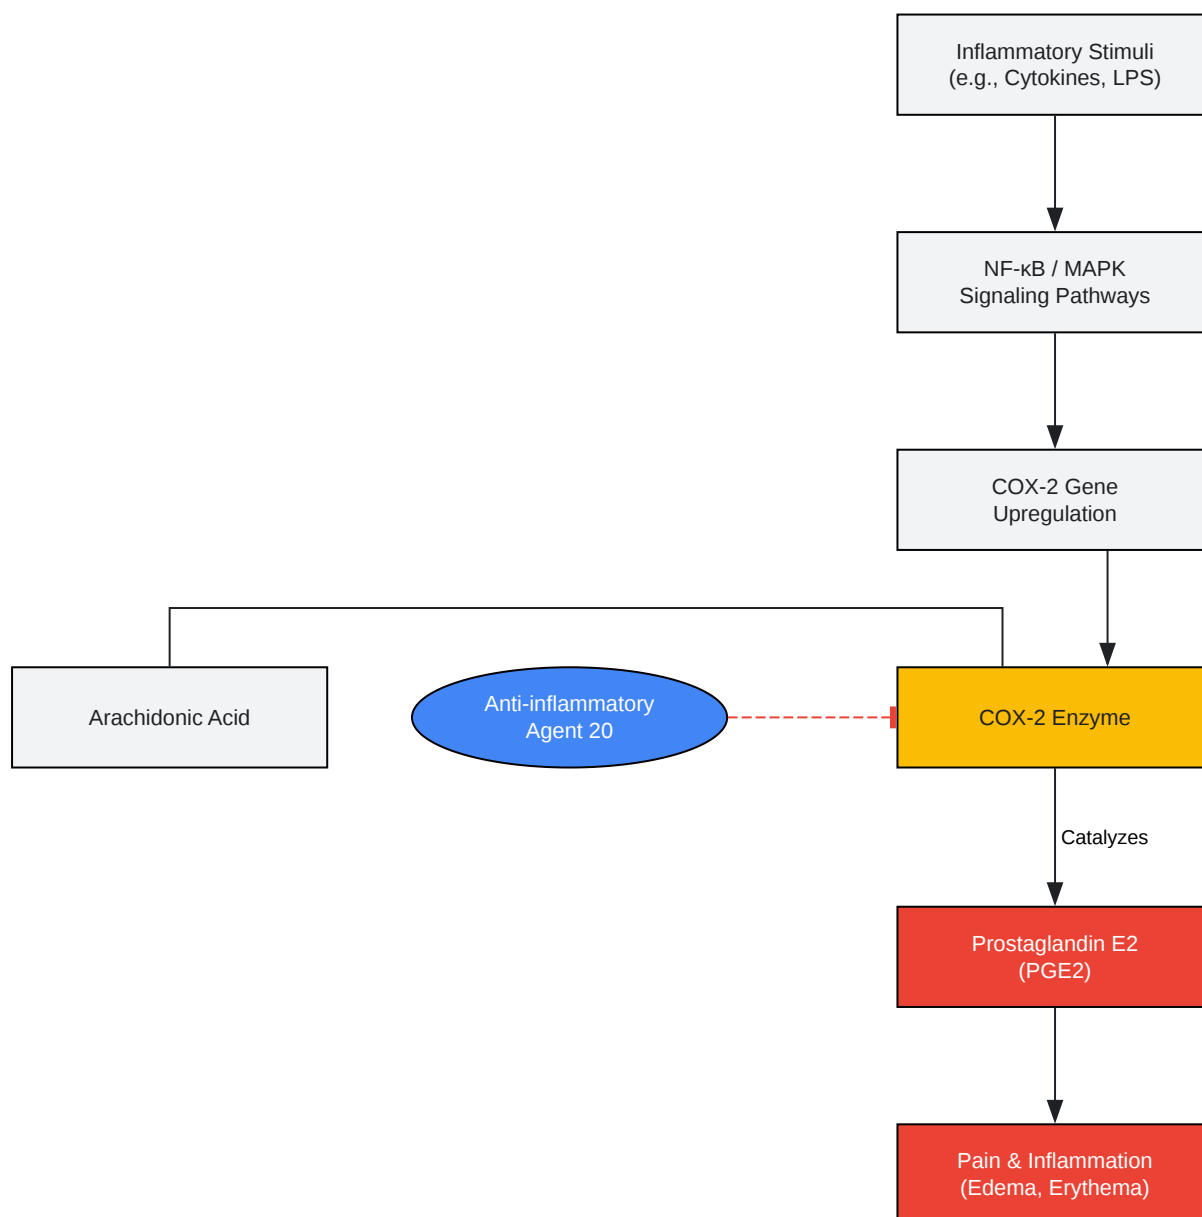 Inflammatory Stimuli
(e.g., Cytokines, LPS)
NF-κB / MAPK
Signaling Pathways
COX-2 Gene
Upregulation
Arachidonic Acid
Anti-inflammatory
Agent 20
COX-2 Enzyme
Catalyzes
Prostaglandin E2
(PGE2)
Pain & Inflammation
(Edema, Erythema)